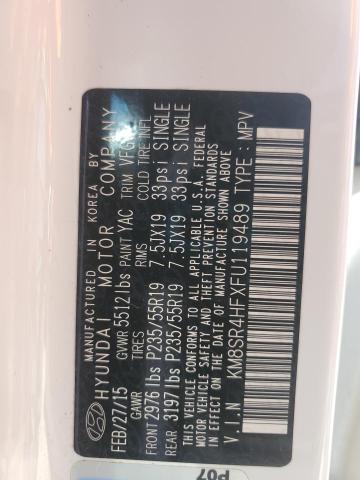 MANUFACTURED IN KOREA BY
HYUNDAI MOTOR COMPANY
FEB/27/15 GVWR 5512 lbs PAINT YAC TRIM
GAWR TIRES RIMS COLD TIRE INFL
FRONT 2976 lbs P235/55R19 7.5JX19 33psi SINGLE
REAR 3197 lbs P235/55R19 7.5JX19 33psi SINGLE
THIS VEHICLE CONFORMS TO ALL APPLICABLE U.S.A. FEDERAL
MOTOR VEHICLE SAFETY AND THEFT PREVENTION STANDARDS
IN EFFECT ON THE DATE OF MANUFACTURE SHOWN ABOVE
V.I.N : KM8SR4HFXFU119489 TYPE : MPV
P07